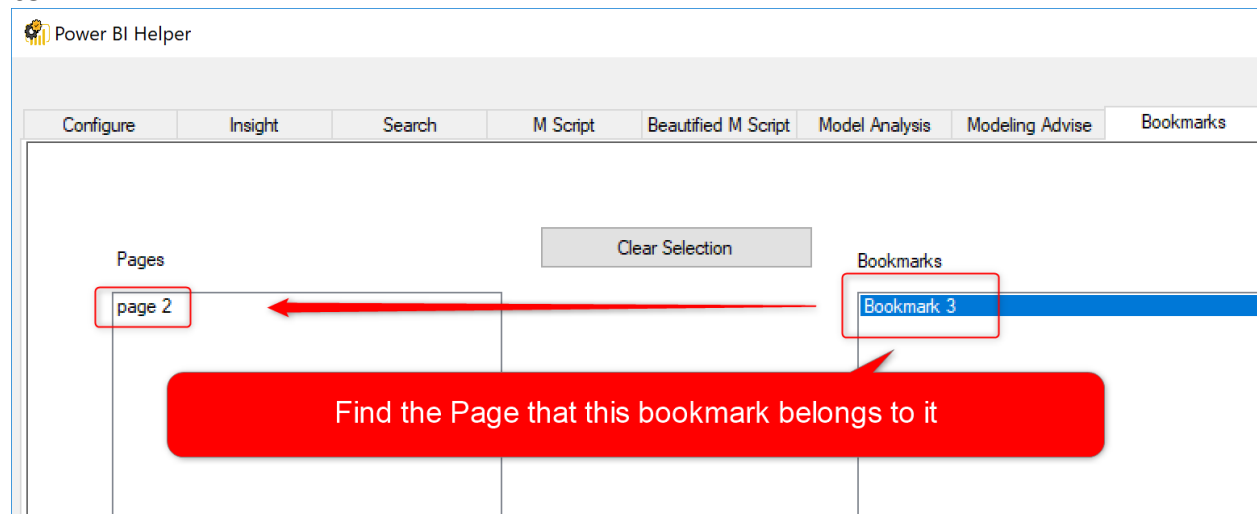 Power BI Helper
Configure Insight Search M Script Beautified M Script Model Analysis Modeling Advise Bookmarks
Clear Selection
Pages Bookmarks
page 2 Bookmark 3
Find the Page that this bookmark belongs to it